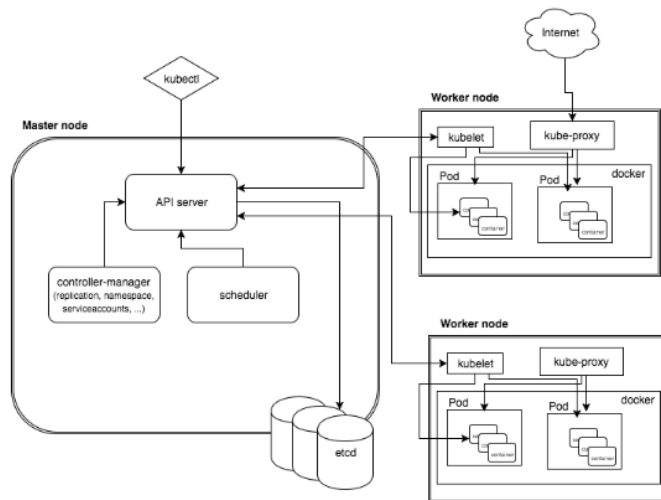 Internet
kubectl
Master node
API server
controller-manager
(replication, namespace,
serviceaccounts, ...)
scheduler
etcd
Worker node
kubelet
kube-proxy
docker
Pod
container
Pod
container
Worker node
kubelet
kube-proxy
docker
Pod
container
Pod
container